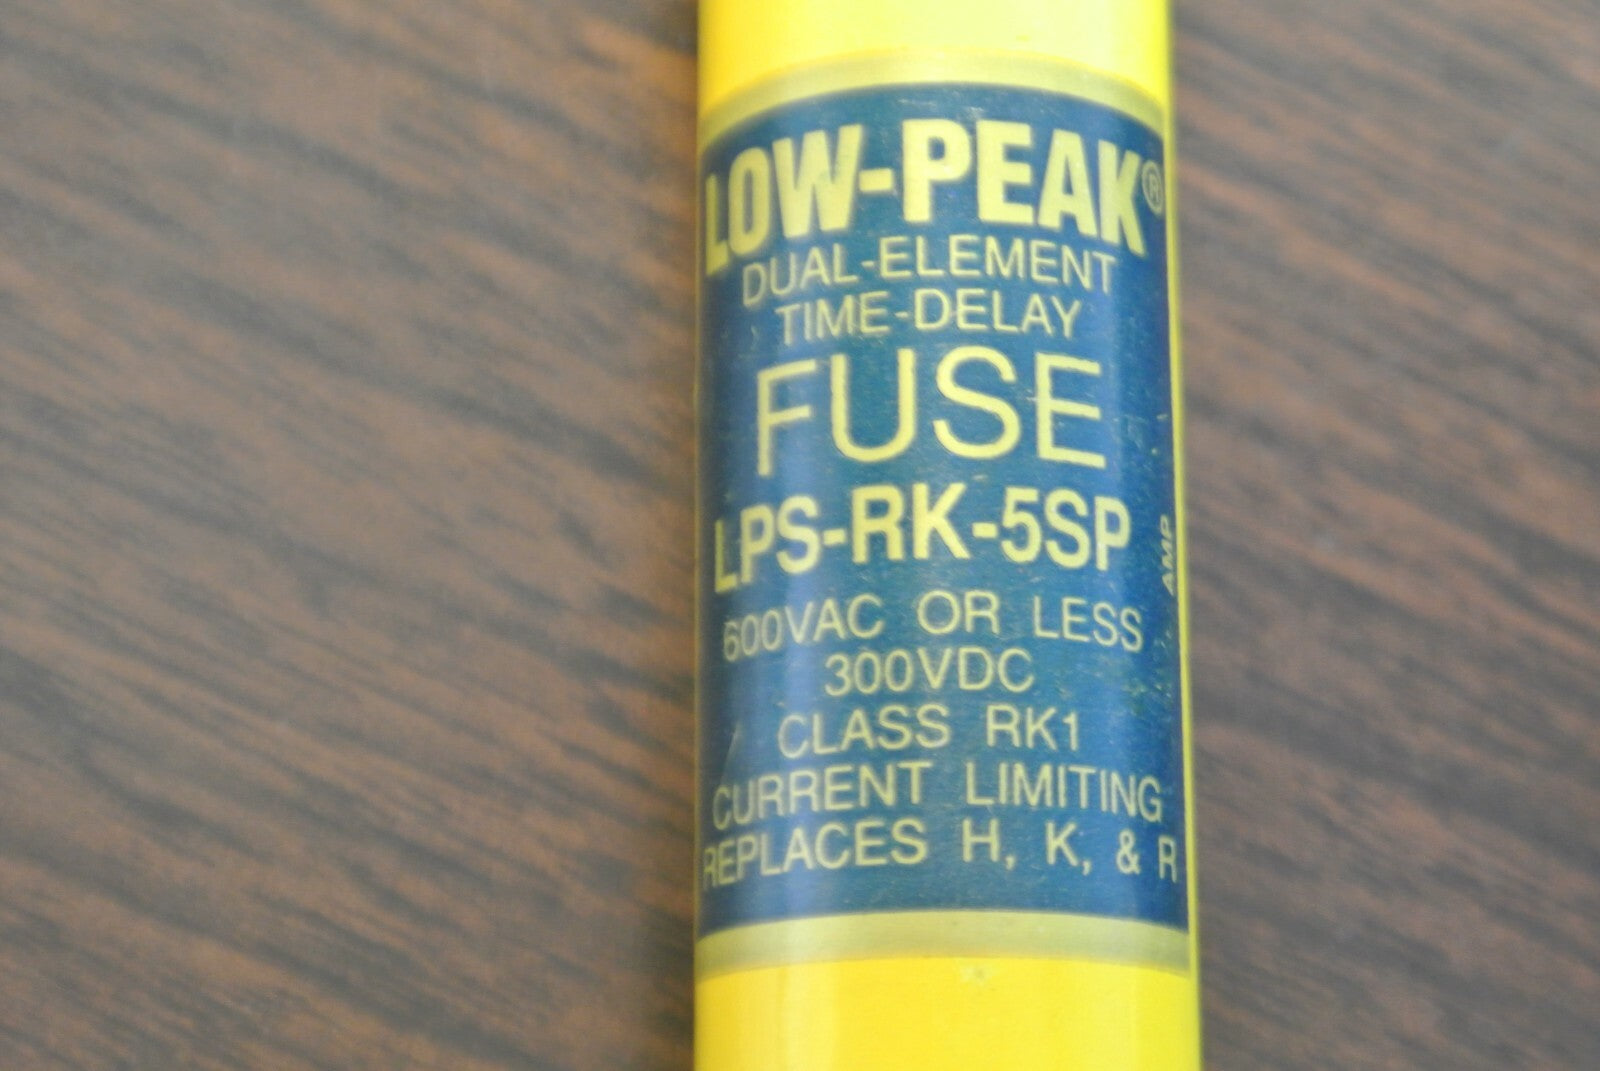 LOW-PEAK®
DUAL-ELEMENT
TIME-DELAY
FUSE
LPS-RK-5SP
AMP
600VAC OR LESS
300VDC
CLASS RK1
CURRENT LIMITING
REPLACES H, K, & R